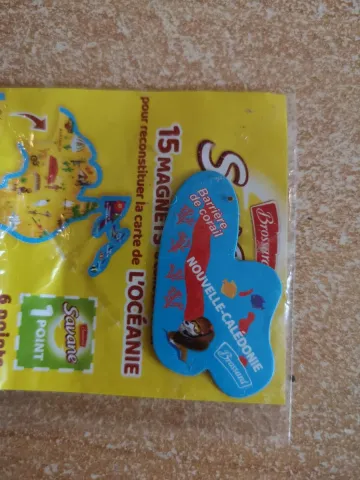 15 MAGNETS
pour reconstituer la carte de L'OCÉANIE
Brossard
Savane
1
POINT
Barrière
de corail
NOUVELLE-CALÉDONIE
Brossard